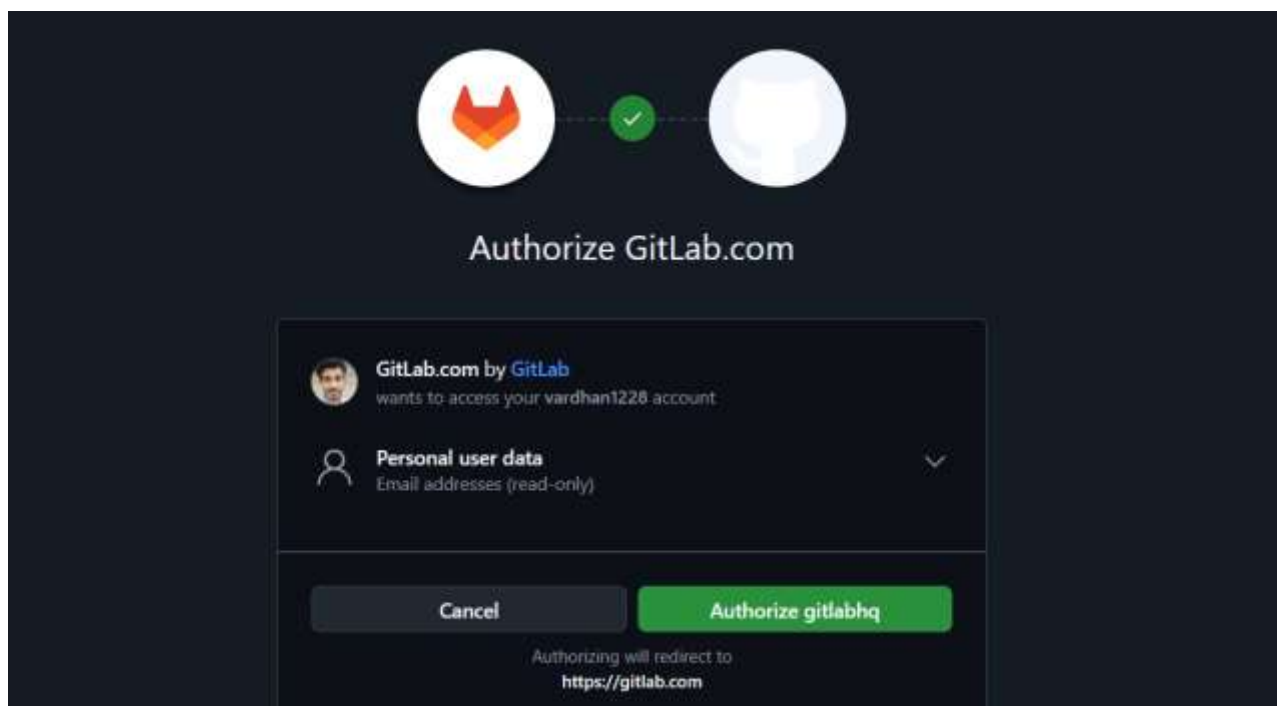 Authorize GitLab.com
GitLab.com by GitLab
wants to access your vardhan1228 account
Personal user data
Email addresses (read-only)
Cancel
Authorize gitlabhq
Authorizing will redirect to
https://gitlab.com